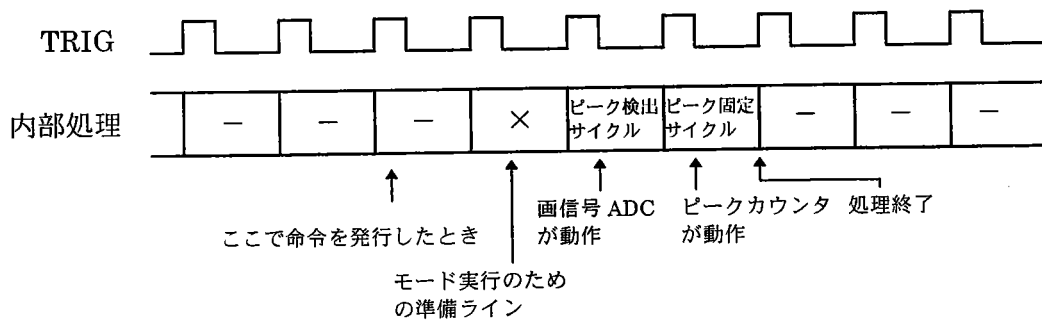 TRIG
内部処理
－ － － × ピーク検出 ピーク固定 － － －
サイクル サイクル
画信号 ADC ピークカウンタ 処理終了
が動作 が動作
ここで命令を発行したとき
モード実行のため
の準備ライン